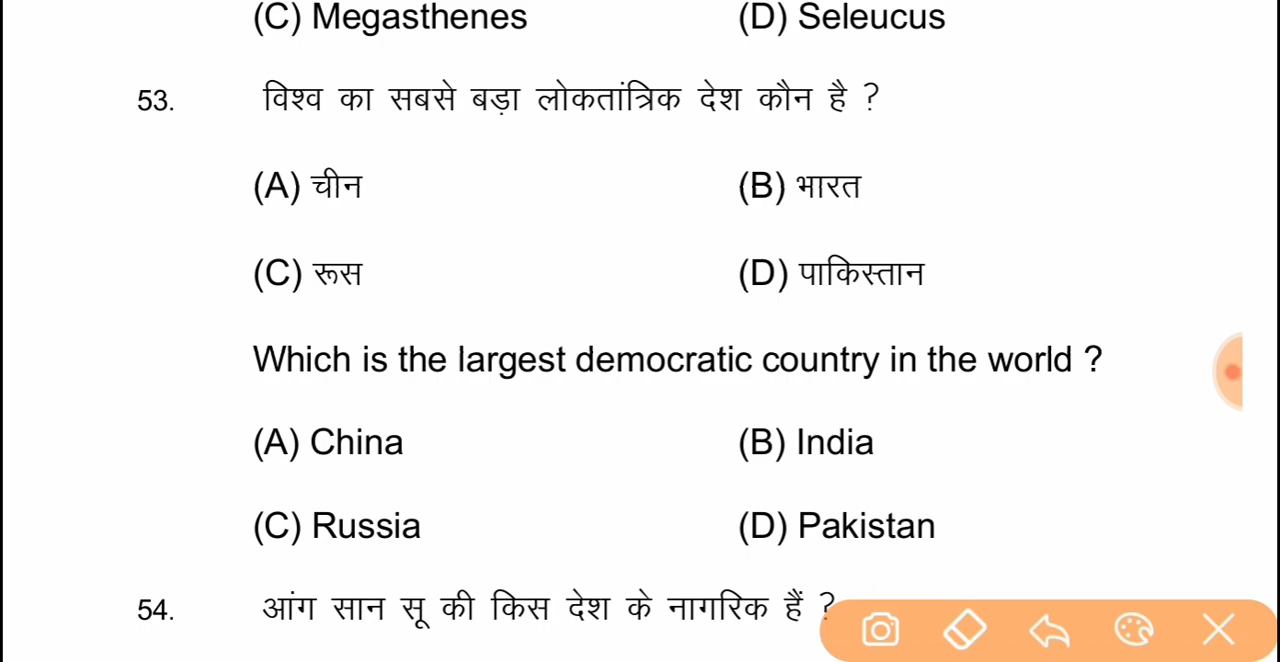 (C) Megasthenes (D) Seleucus
53. विश्व का सबसे बड़ा लोकतांत्रिक देश कौन है ?
(A) चीन (B) भारत
(C) रूस (D) पाकिस्तान
Which is the largest democratic country in the world ?
(A) China (B) India
(C) Russia (D) Pakistan
54. आंग सान सू की किस देश के नागरिक हैं ?